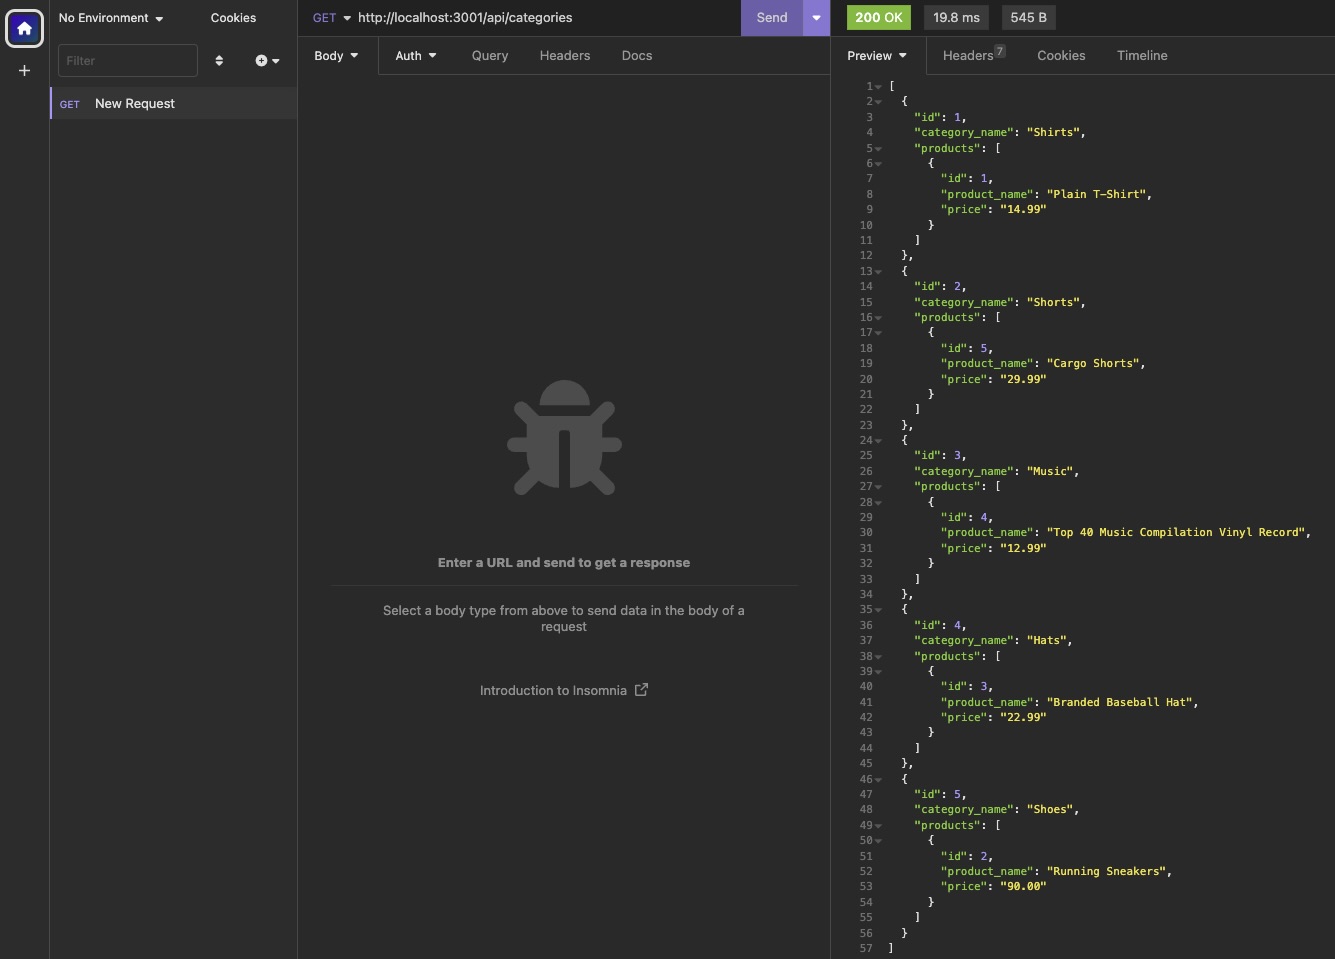 No Environment
Cookies
Filter
GET New Request
GET http://localhost:3001/api/categories
Send
200 OK
19.8 ms
545 B
Body
Auth
Query
Headers
Docs
Enter a URL and send to get a response
Select a body type from above to send data in the body of a
request
Introduction to Insomnia
Preview
Headers 7
Cookies
Timeline
1 [
2 {
3 "id": 1,
4 "category_name": "Shirts",
5 "products": [
6 {
7 "id": 1,
8 "product_name": "Plain T-Shirt",
9 "price": "14.99"
10 }
11 ]
12 },
13 {
14 "id": 2,
15 "category_name": "Shorts",
16 "products": [
17 {
18 "id": 5,
19 "product_name": "Cargo Shorts",
20 "price": "29.99"
21 }
22 ]
23 },
24 {
25 "id": 3,
26 "category_name": "Music",
27 "products": [
28 {
29 "id": 4,
30 "product_name": "Top 40 Music Compilation Vinyl Record",
31 "price": "12.99"
32 }
33 ]
34 },
35 {
36 "id": 4,
37 "category_name": "Hats",
38 "products": [
39 {
40 "id": 3,
41 "product_name": "Branded Baseball Hat",
42 "price": "22.99"
43 }
44 ]
45 },
46 {
47 "id": 5,
48 "category_name": "Shoes",
49 "products": [
50 {
51 "id": 2,
52 "product_name": "Running Sneakers",
53 "price": "90.00"
54 }
55 ]
56 }
57 ]